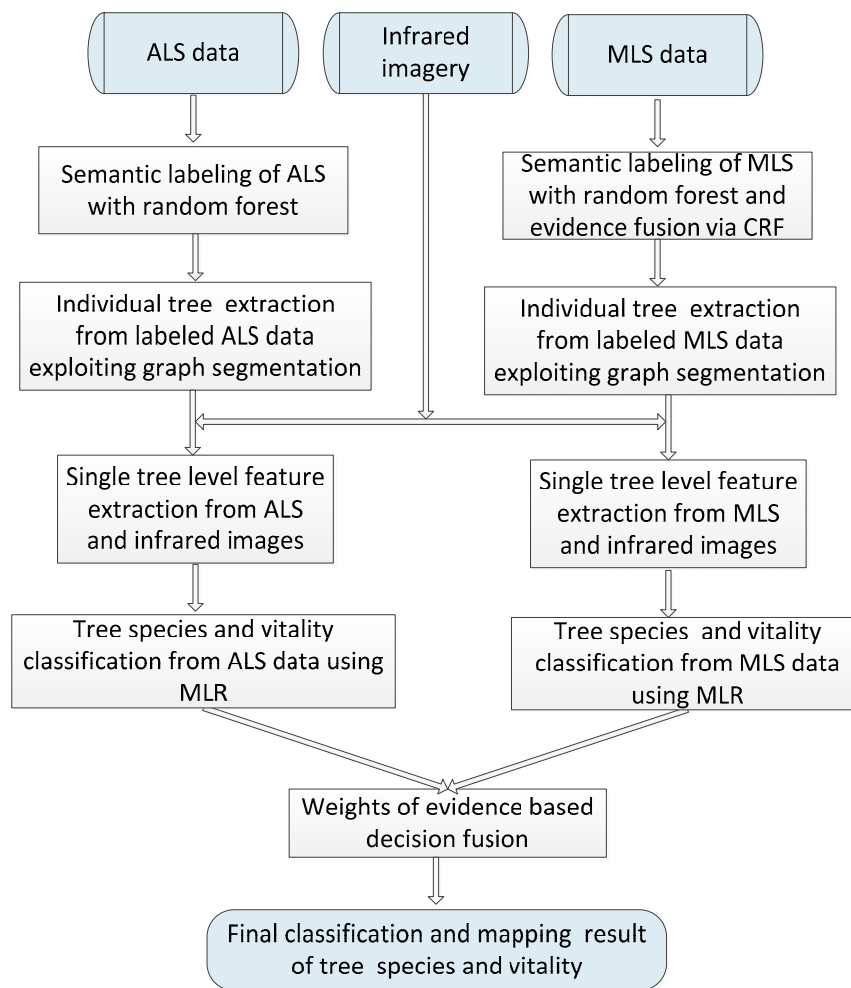 ALS data
Infrared
imagery
MLS data
Semantic labeling of ALS
with random forest
Semantic labeling of MLS
with random forest and
evidence fusion via CRF
Individual tree extraction
from labeled ALS data
exploiting graph segmentation
Individual tree extraction
from labeled MLS data
exploiting graph segmentation
Single tree level feature
extraction from ALS
and infrared images
Single tree level feature
extraction from MLS
and infrared images
Tree species and vitality
classification from ALS data using
MLR
Tree species and vitality
classification from MLS data
using MLR
Weights of evidence based
decision fusion
Final classification and mapping result
of tree species and vitality